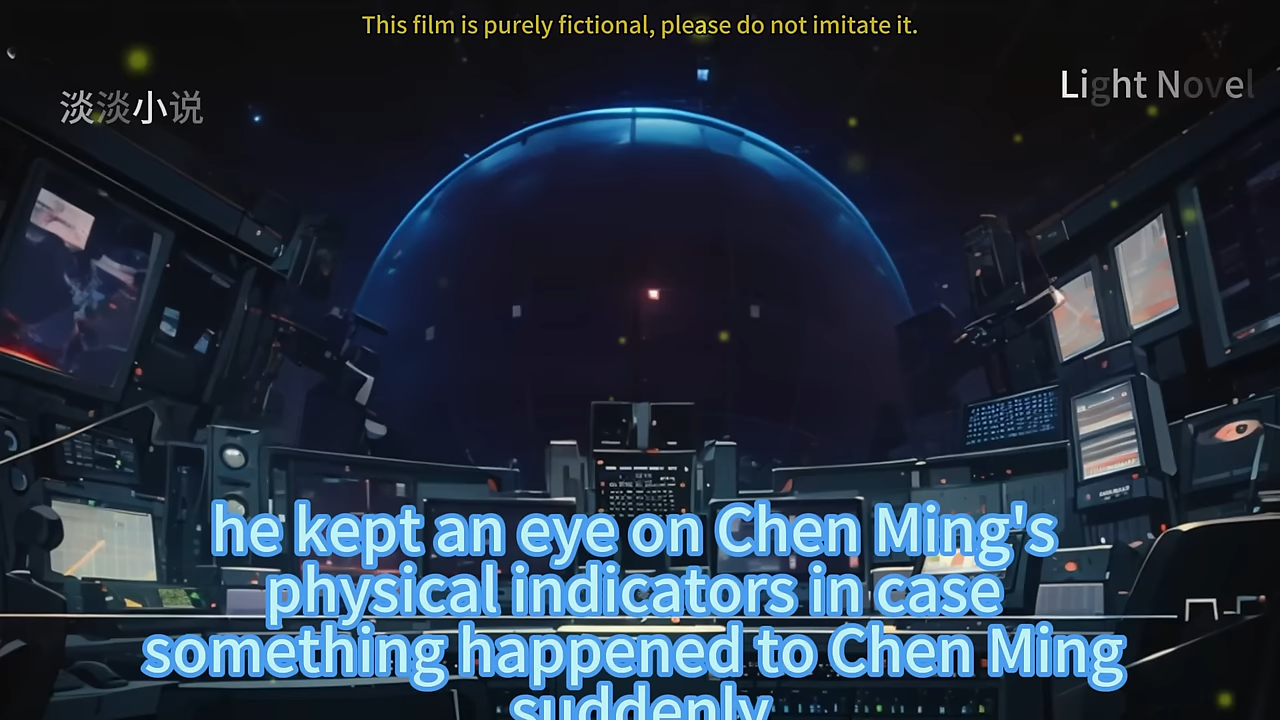 This film is purely fictional, please do not imitate it.
淡淡小说
Light Novel
he kept an eye on Chen Ming's
physical indicators in case
something happened to Chen Ming
suddenly